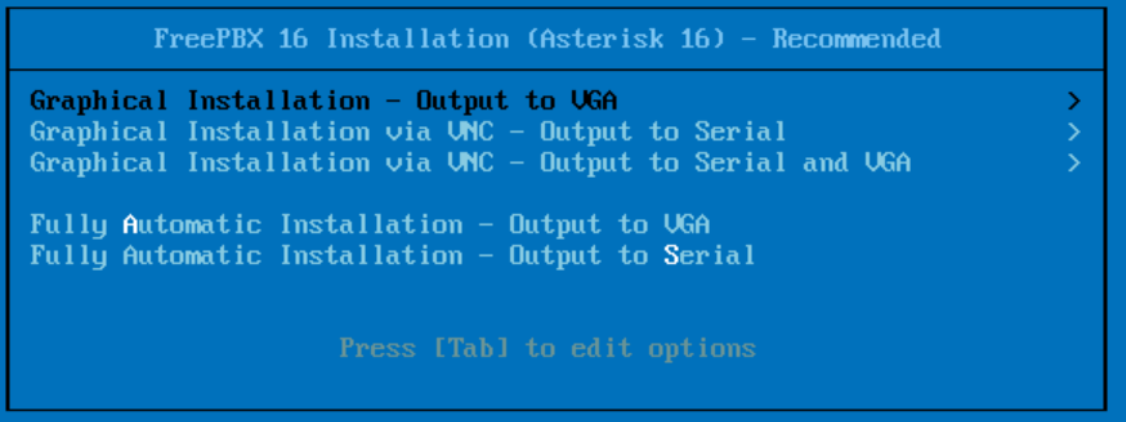 FreePBX 16 Installation (Asterisk 16) - Recommended
Graphical Installation - Output to VGA >
Graphical Installation via VNC - Output to Serial >
Graphical Installation via VNC - Output to Serial and VGA >
Fully Automatic Installation - Output to VGA
Fully Automatic Installation - Output to Serial
Press [Tab] to edit options